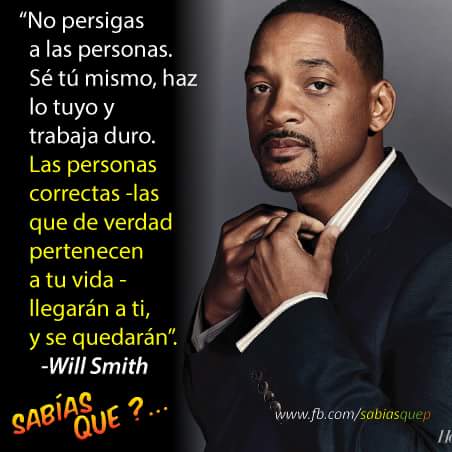 “No persigas
a las personas.
Sé tú mismo, haz
lo tuyo y
trabaja duro.
Las personas
correctas -las
que de verdad
pertenecen
a tu vida -
llegarán a ti,
y se quedarán”.
-Will Smith
SABÍAS
QUE ?...
www.fb.com/sabiasquep